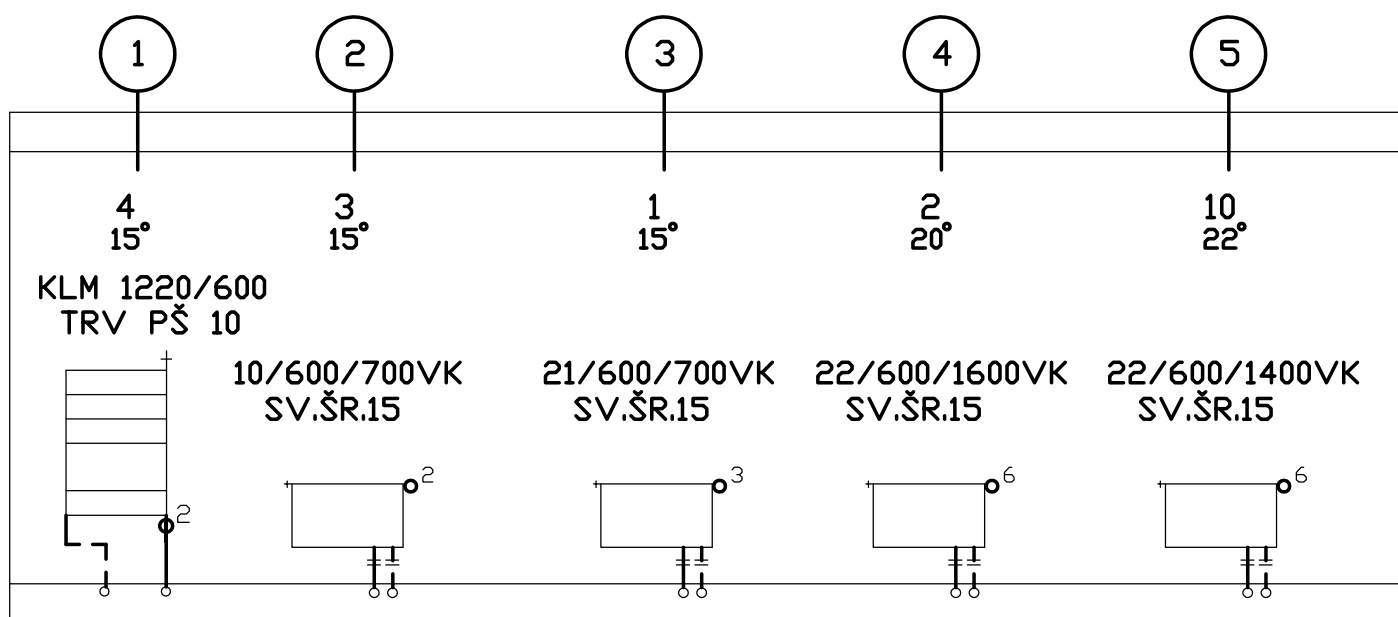 1 2 3 4 5
4 3 1 2 10
15° 15° 15° 20° 22°
KLM 1220/600
TRV PŠ 10
10/600/700VK 21/600/700VK 22/600/1600VK 22/600/1400VK
SV.ŠR.15 SV.ŠR.15 SV.ŠR.15 SV.ŠR.15
2 3 6 6
2